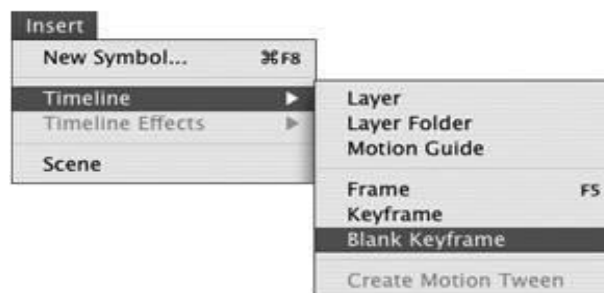 Insert
New Symbol... ⌘F8
Timeline ▶
Timeline Effects ▶
Scene
Layer
Layer Folder
Motion Guide
Frame F5
Keyframe
Blank Keyframe
Create Motion Tween